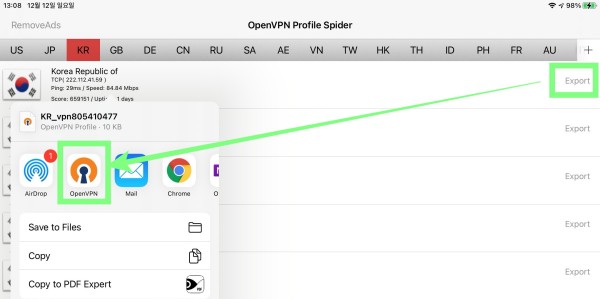 13:08 12월 12일 일요일
98%
RemoveAds
OpenVPN Profile Spider
US JP KR GB DE CN RU SA AE VN TW HK TH ID PH FR AU +
Korea Republic of
TCP( 222.112.41.59 )
Ping: 29ms / Speed: 84.84 Mbps
Score: 659151 / Upti 1 days
Export
KR_vpn805410477
OpenVPN Profile · 10 KB
Export
1
AirDrop OpenVPN Mail Chrome
Export
Save to Files
Export
Copy
Copy to PDF Expert
Export